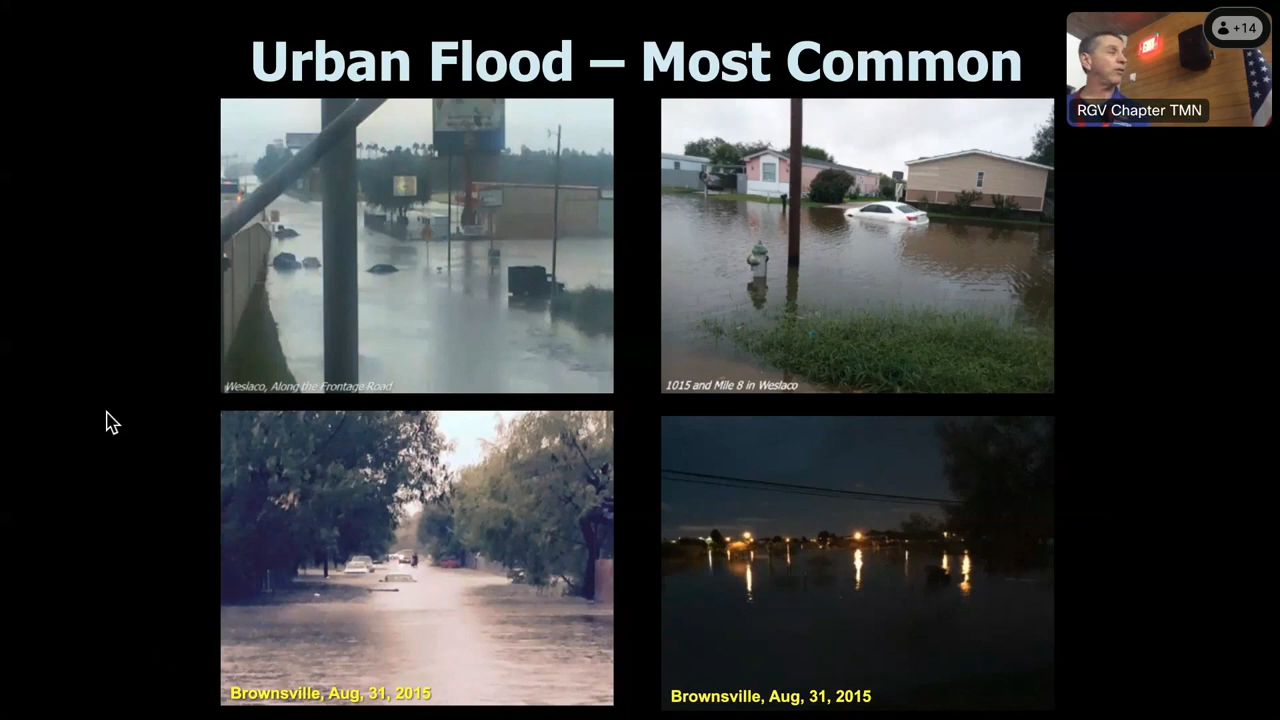 Urban Flood – Most Common
+14
EXIT
RGV Chapter TMN
Weslaco, Along the Frontage Road
1015 and Mile 8 in Weslaco
Brownsville, Aug, 31, 2015
Brownsville, Aug, 31, 2015